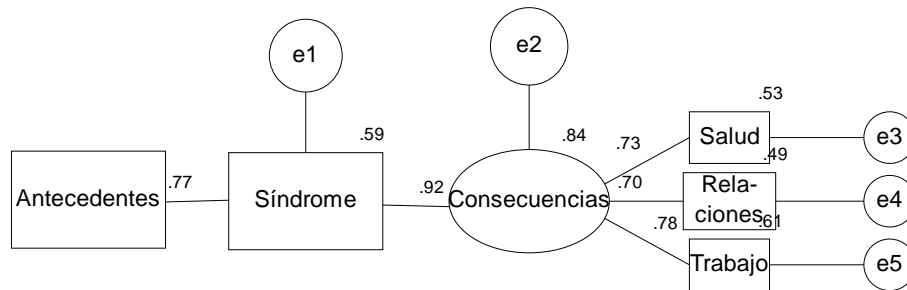 e1
e2
.59
.84
.53
.73
Salud
e3
.49
Antecedentes
.77
Síndrome
.92
Consecuencias
.70
Rela-
ciones
e4
.61
.78
Trabajo
e5